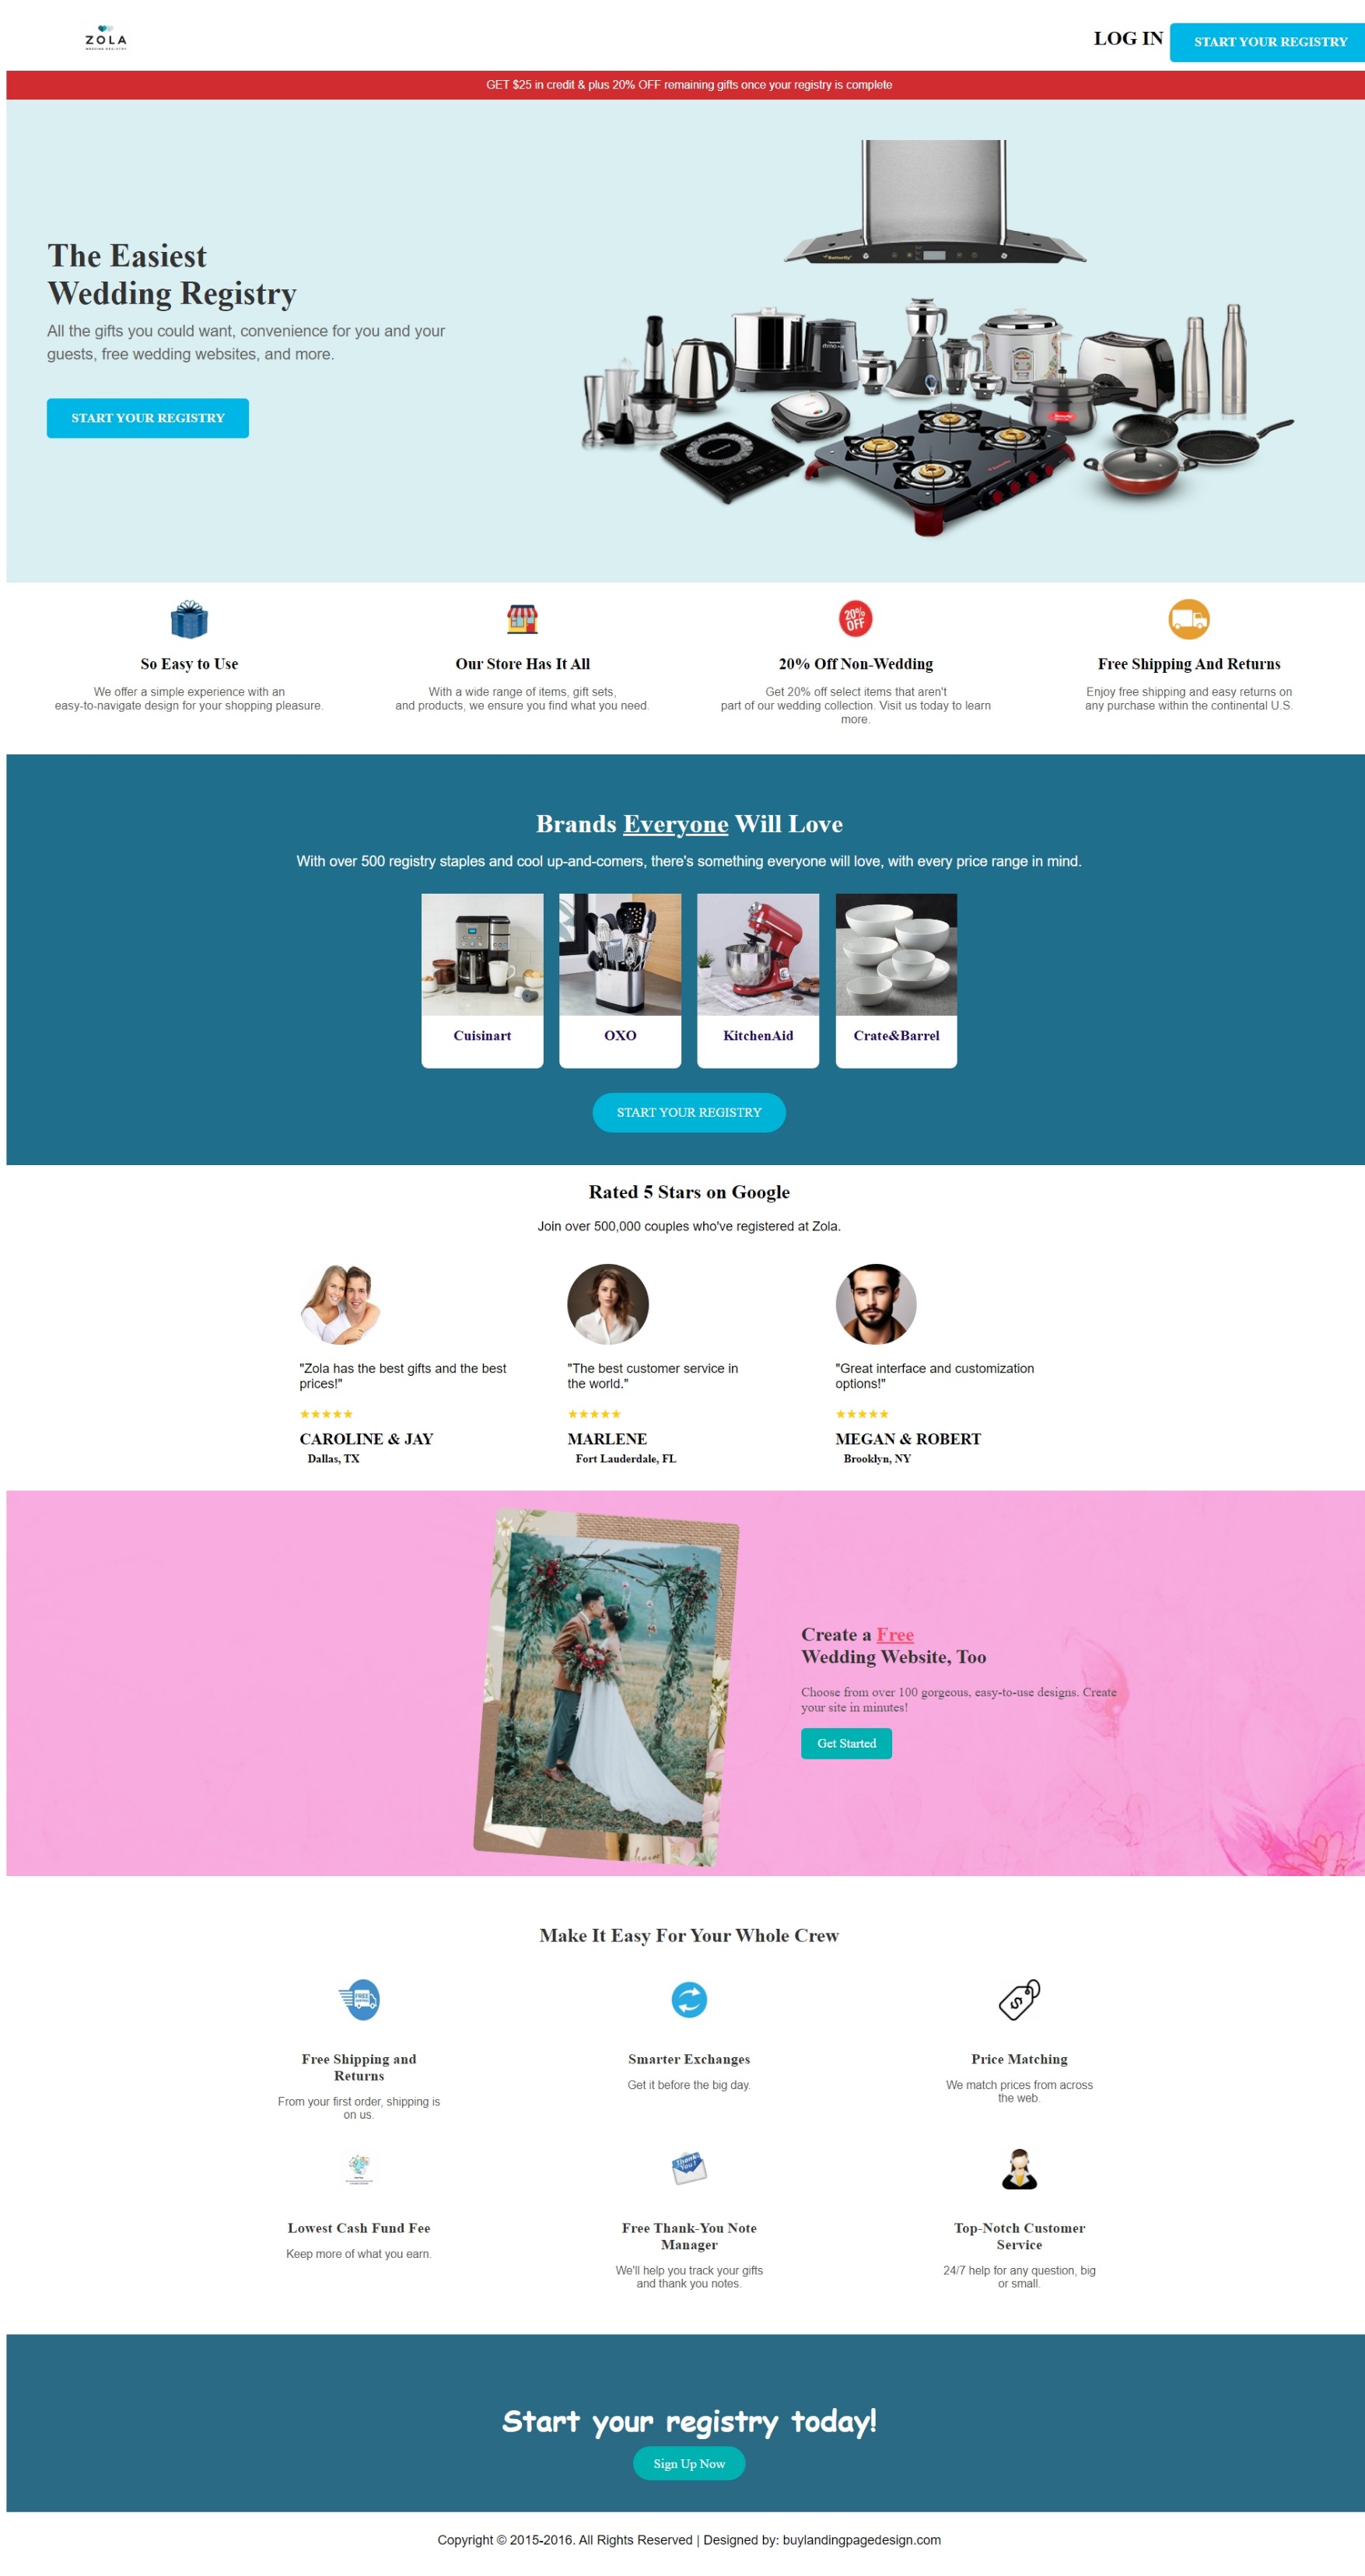 ZOLA
WEDDING REGISTRY
LOG IN
START YOUR REGISTRY
GET $25 in credit & plus 20% OFF remaining gifts once your registry is complete
The Easiest
Wedding Registry
All the gifts you could want, convenience for you and your
guests, free wedding websites, and more.
START YOUR REGISTRY
Butterfly
20%
OFF
So Easy to Use
We offer a simple experience with an
easy-to-navigate design for your shopping pleasure.
Our Store Has It All
With a wide range of items, gift sets,
and products, we ensure you find what you need.
20% Off Non-Wedding
Get 20% off select items that aren't
part of our wedding collection. Visit us today to learn
more.
Free Shipping And Returns
Enjoy free shipping and easy returns on
any purchase within the continental U.S.
Brands Everyone Will Love
With over 500 registry staples and cool up-and-comers, there's something everyone will love, with every price range in mind.
Cuisinart
OXO
KitchenAid
Crate&Barrel
START YOUR REGISTRY
Rated 5 Stars on Google
Join over 500,000 couples who've registered at Zola.
"Zola has the best gifts and the best
prices!"
★★★★★
CAROLINE & JAY
Dallas, TX
"The best customer service in
the world."
★★★★★
MARLENE
Fort Lauderdale, FL
"Great interface and customization
options!"
★★★★★
MEGAN & ROBERT
Brooklyn, NY
Create a Free
Wedding Website, Too
Choose from over 100 gorgeous, easy-to-use designs. Create
your site in minutes!
Get Started
Make It Easy For Your Whole Crew
FREE
Free Shipping and
Returns
From your first order, shipping is
on us.
Smarter Exchanges
Get it before the big day.
$
Price Matching
We match prices from across
the web.
Lowest Cash Fund Fee
Keep more of what you earn.
Thank
You!
Free Thank-You Note
Manager
We'll help you track your gifts
and thank you notes.
Top-Notch Customer
Service
24/7 help for any question, big
or small.
Start your registry today!
Sign Up Now
Copyright © 2015-2016. All Rights Reserved | Designed by: buylandingpagedesign.com